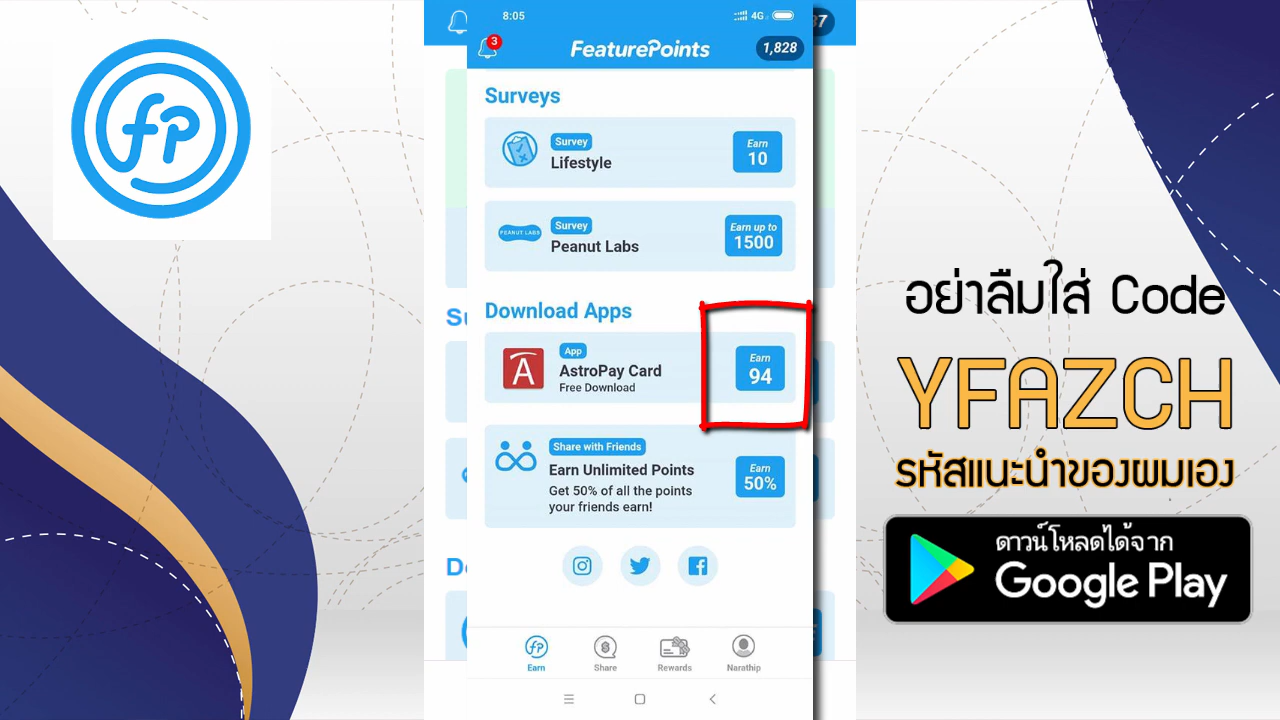 fp
8:05
4G
37
3
FeaturePoints
1,828
Surveys
Survey
Lifestyle
Earn
10
PEANUT LABS
Survey
Peanut Labs
Earn up to
1500
Download Apps
App
AstroPay Card
Free Download
Earn
94
Share with Friends
Earn Unlimited Points
Get 50% of all the points
your friends earn!
Earn
50%
Earn
Share
Rewards
Narathip
อย่าลืมใส่ Code
YFAZCH
รหัสแนะนำของผมเอง
ดาวน์โหลดได้จาก
Google Play